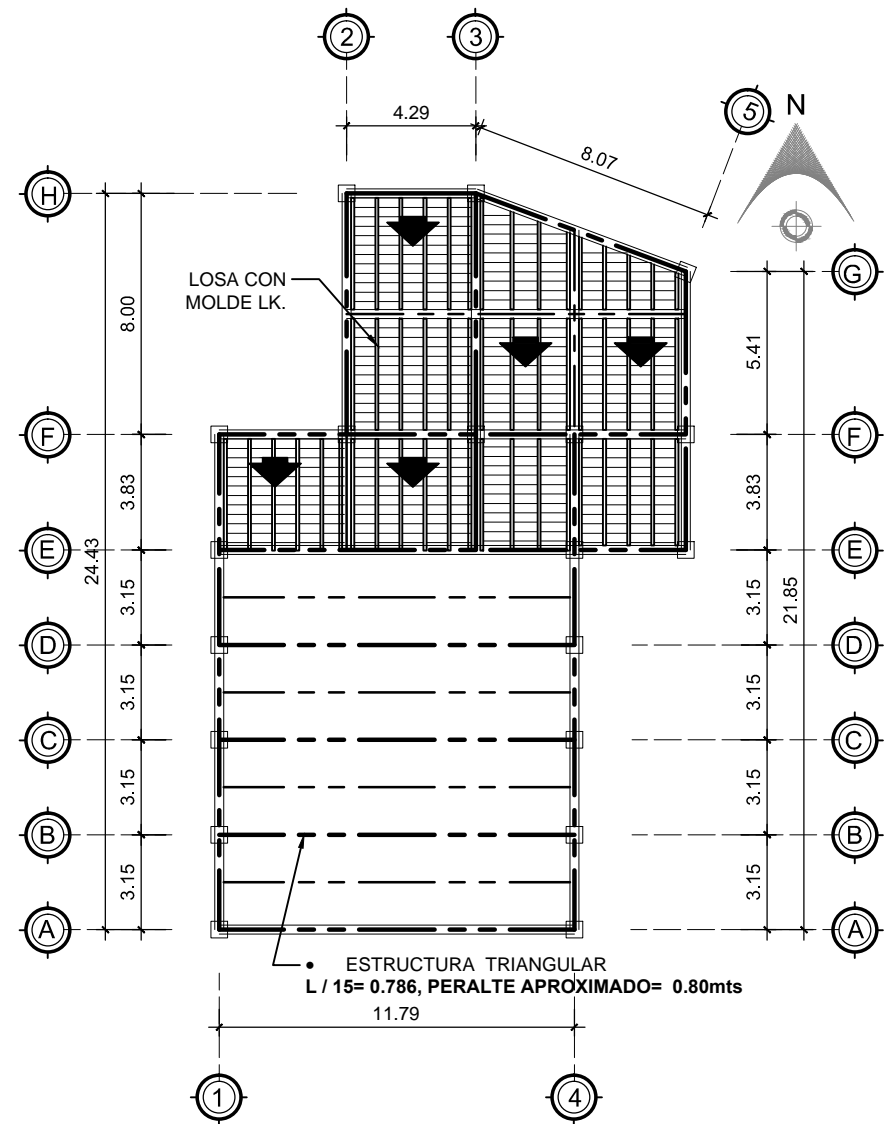 2
3
5
N
4.29
8.07
H
G
LOSA CON
MOLDE LK.
8.00
5.41
F
F
3.83
3.83
24.43
E
E
3.15
3.15
21.85
D
D
3.15
3.15
C
C
3.15
3.15
B
B
3.15
3.15
A
A
• ESTRUCTURA TRIANGULAR
L / 15= 0.786, PERALTE APROXIMADO= 0.80mts
11.79
1
4